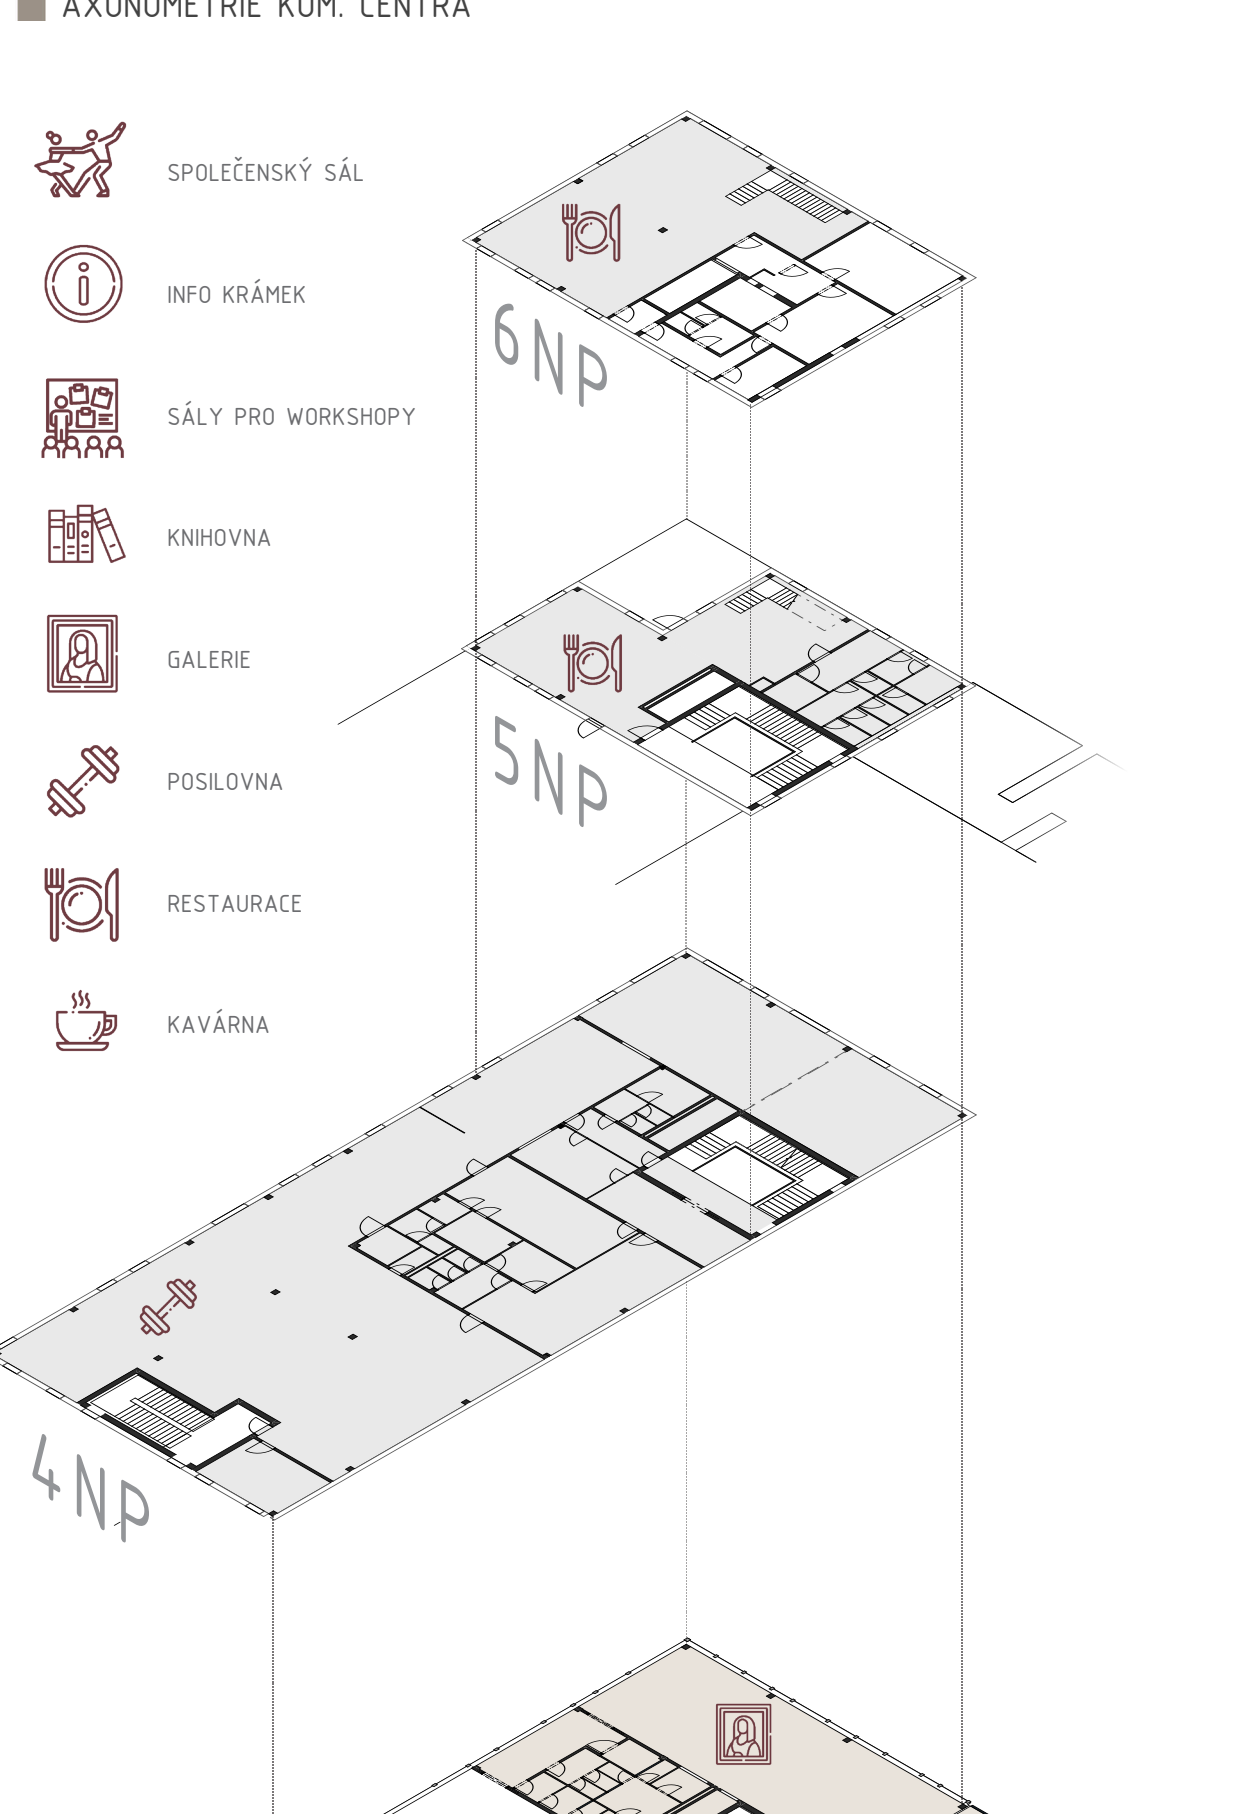 AXONOMETRIE KOM. CENTRA
SPOLEČENSKÝ SÁL
INFO KRÁMEK
SÁLY PRO WORKSHOPY
KNIHOVNA
GALERIE
POSILOVNA
RESTAURACE
KAVÁRNA
6NP
5NP
4NP